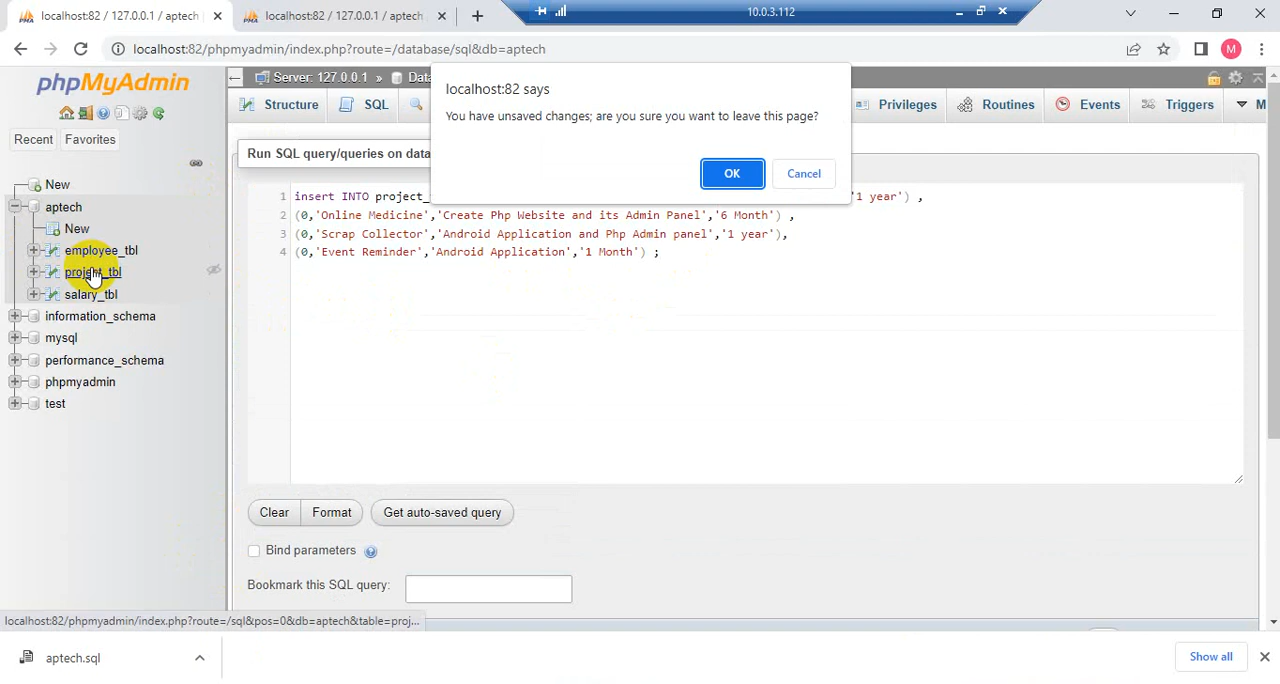 localhost:82 / 127.0.0.1 / aptech
localhost:82 / 127.0.0.1 / aptech
10.0.3.112
localhost:82/phpmyadmin/index.php?route=/database/sql&db=aptech
M
phpMyAdmin
Recent
Favorites
New
aptech
New
employee_tbl
project_tbl
salary_tbl
information_schema
mysql
performance_schema
phpmyadmin
test
Server: 127.0.0.1 »
Structure
SQL
Privileges
Routines
Events
Triggers
localhost:82 says
You have unsaved changes; are you sure you want to leave this page?
OK
Cancel
Run SQL query/queries on data
1 insert INTO project_ '1 year') ,
2 (0,'Online Medicine','Create Php Website and its Admin Panel','6 Month') ,
3 (0,'Scrap Collector','Android Application and Php Admin panel','1 year'),
4 (0,'Event Reminder','Android Application','1 Month') ;
Clear
Format
Get auto-saved query
Bind parameters
Bookmark this SQL query:
localhost:82/phpmyadmin/index.php?route=/sql&pos=0&db=aptech&table=proj...
aptech.sql
Show all